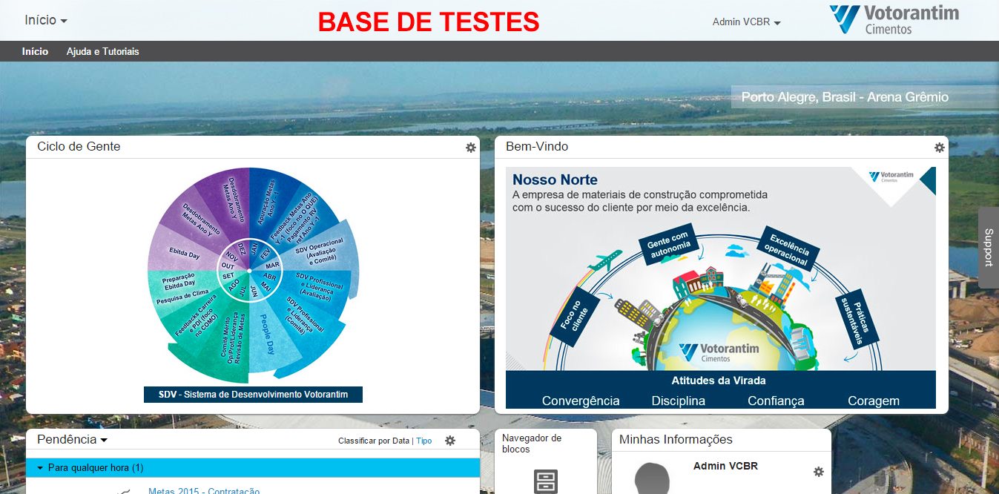 Início
BASE DE TESTES
Admin VCBR
Votorantim
Cimentos
Início
Ajuda e Tutoriais
Porto Alegre, Brasil - Arena Grêmio
Ciclo de Gente
JAN
FEV
MAR
ABR
MAI
JUN
JUL
AGO
SET
OUT
NOV
DEZ
Apuração Metas
Ano Y -1
Feedback Metas Ano
Y -1 (foco no O QUE)
Pagamento RV
ref Ano Y -1
SDV Operacional
(Avaliação
e Comitê)
SDV Profissional
e Liderança
(Avaliação)
SDV Profissional
e Liderança
(Comitê)
People Day
Comitê Mérito
Op/Prof/Liderança
Revisão de Metas
Feedbacks Carreira
e PDI (foco
no COMO)
Pesquisa de Clima
Preparação
Ebitda Day
Ebitda Day
Desdobramento
Metas Ano Y
Desdobramento
Metas Ano Y
SDV - Sistema de Desenvolvimento Votorantim
Bem-Vindo
Nosso Norte
A empresa de materiais de construção comprometida
com o sucesso do cliente por meio da excelência.
Votorantim
Cimentos
Foco no
cliente
Gente com
autonomia
Excelência
operacional
Práticas
sustentáveis
Votorantim
Cimentos
Atitudes da Virada
Convergência
Disciplina
Confiança
Coragem
Support
Pendência
Classificar por Data | Tipo
Para qualquer hora (1)
Metas 2015 - Contratação
Navegador de
blocos
Minhas Informações
Admin VCBR